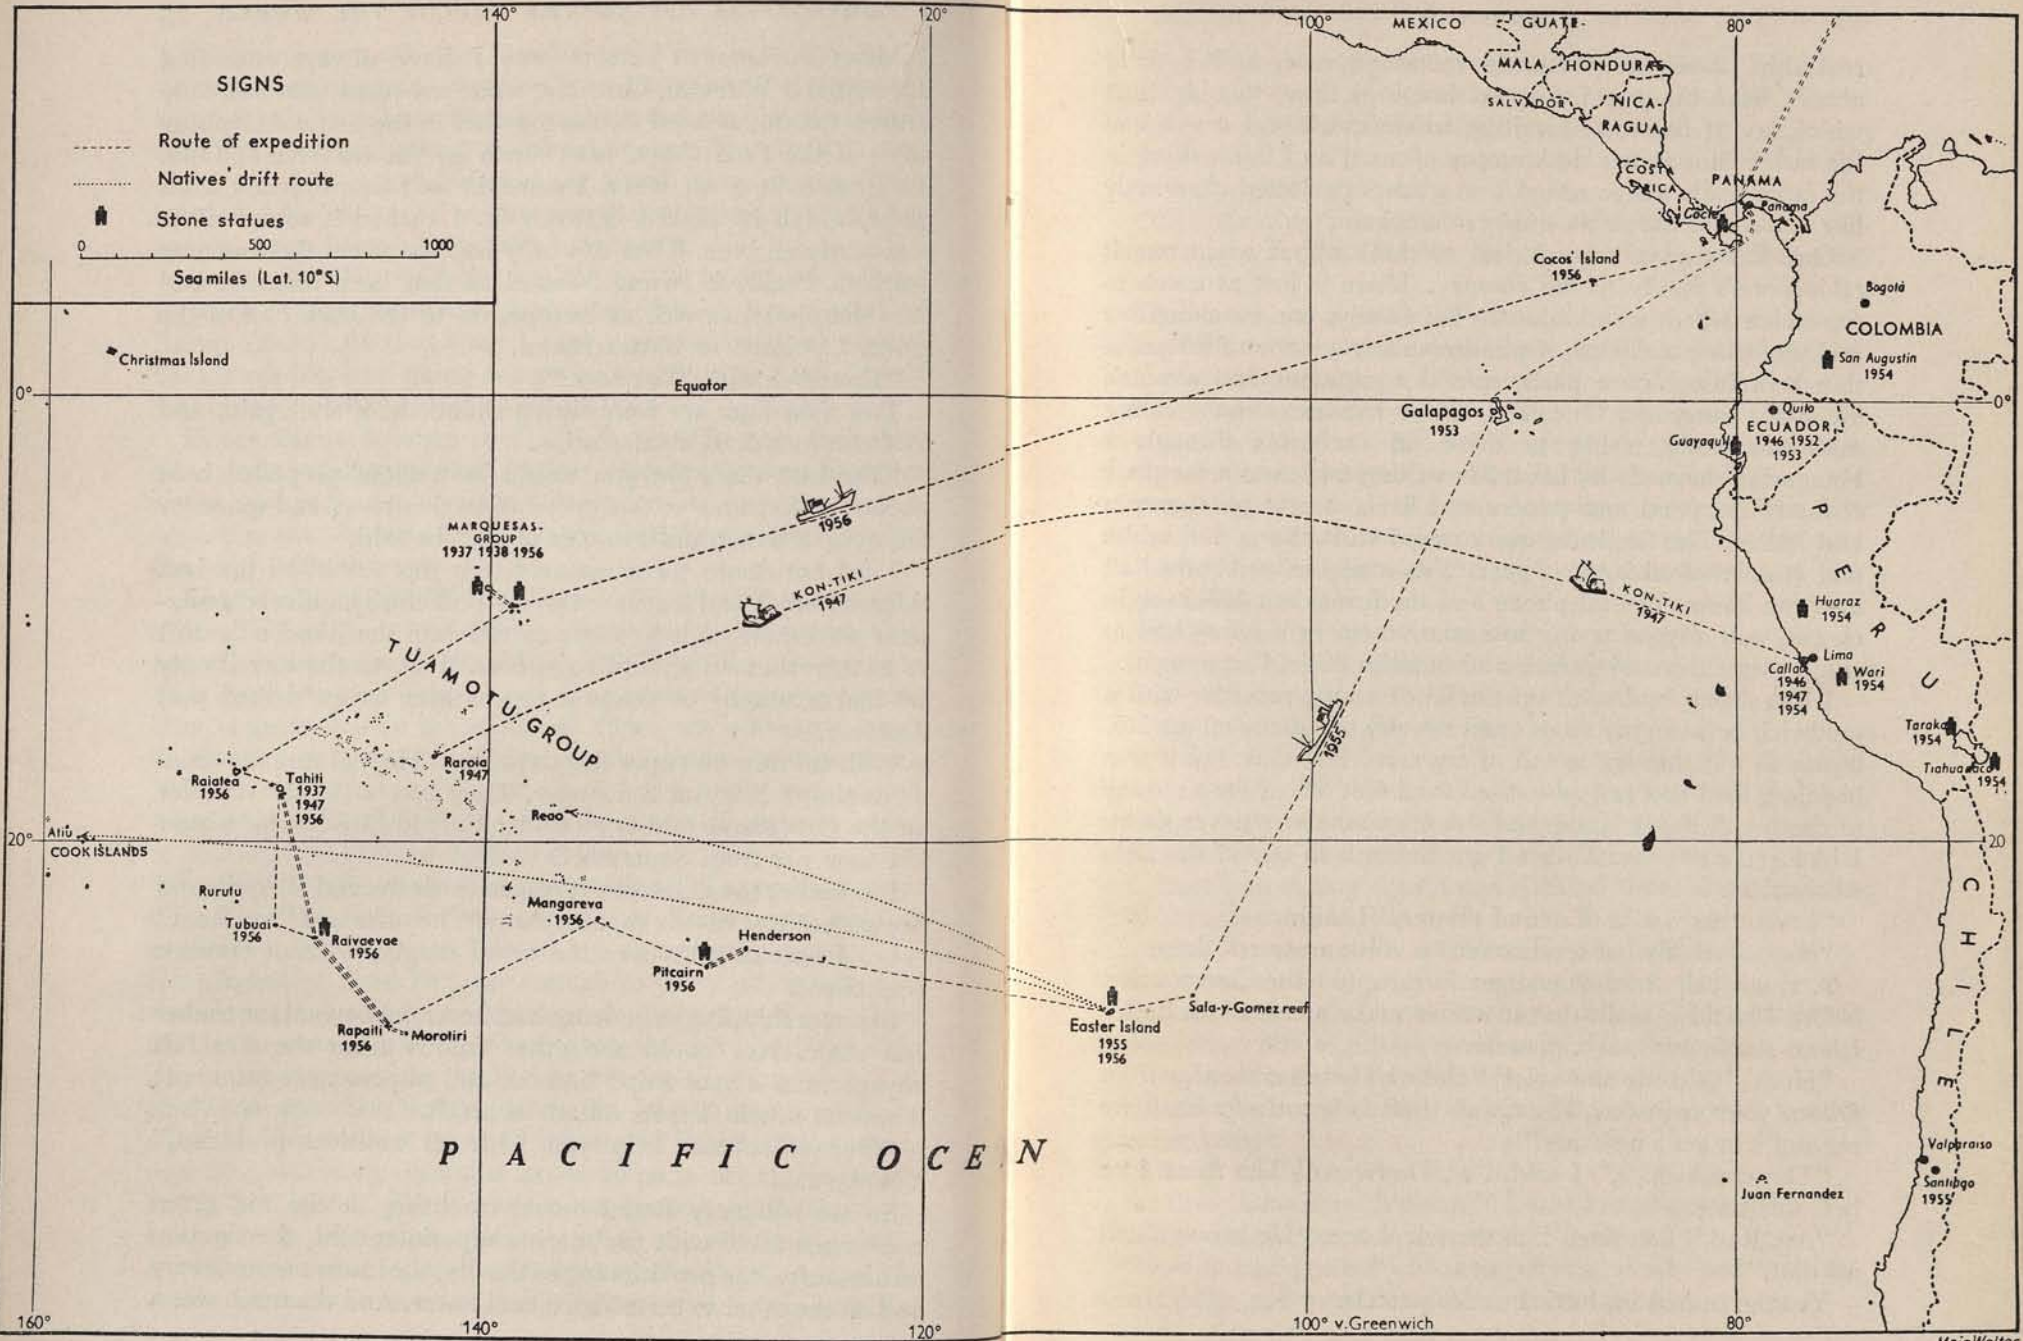 140°
120°
100°
80°
SIGNS
Route of expedition
Natives' drift route
Stone statues
0 500 1000
Sea miles (Lat. 10° S.)
MEXICO
GUATE-
MALA
HONDURAS
SALVADOR
NICA-
RAGUA
COSTA
RICA
PANAMA
Panama
Coclé
Cocos Island
1956
Bogotá
COLOMBIA
San Augustin
1954
Christmas Island
0°
Equator
0°
Galapagos
1953
Quito
ECUADOR
1946 1952
1953
Guayaquil
PERU
1956
MARQUESAS-
GROUP
1937 1938 1956
KON-TIKI
1947
KON-TIKI
1947
Huaraz
1954
Lima
Callao
1946
1947
1954
Wari
1954
TUAMOTU GROUP
Taraka
1954
Tiahuanaco
1954
1955
Raroia
1947
Raiatea
1956
Tahiti
1937
1947
1956
Reao
Atiu
20°
COOK ISLANDS
20
CHILE
Rurutu
Tubuai
1956
Raivaevae
1956
Mangareva
1956
Henderson
Pitcairn
1956
Rapaiti
1956
Morotiri
Sala-y-Gomez reef
Easter Island
1955
1956
PACIFIC OCEN
Valparaiso
Santiago
1955
Juan Fernandez
160°
140°
120°
100° v. Greenwich
80°